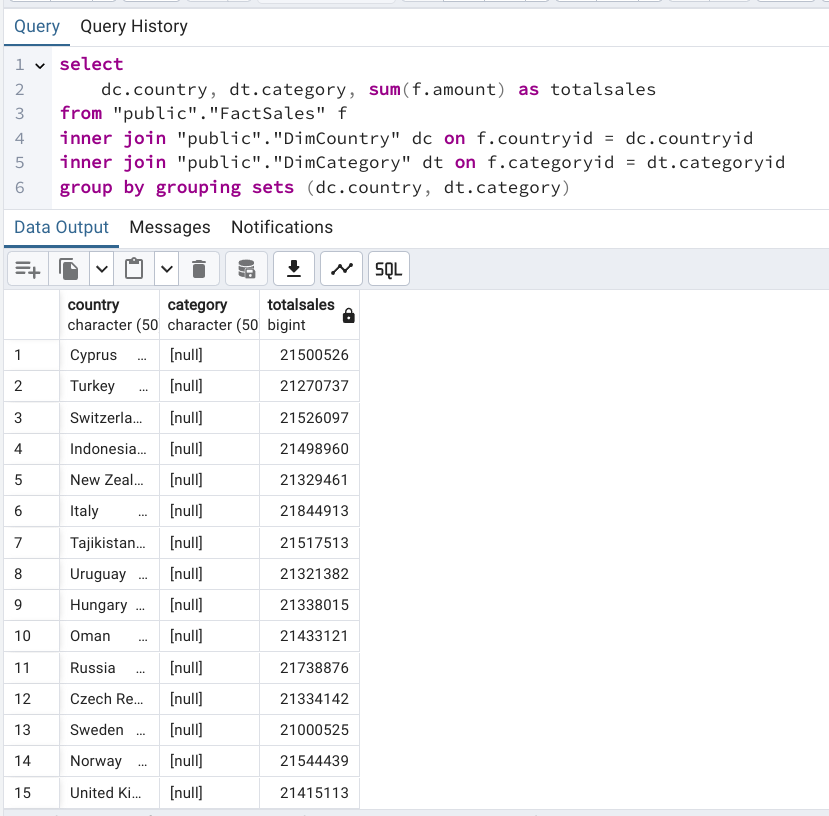 Query Query History
1 select
2 dc.country, dt.category, sum(f.amount) as totalsales
3 from "public"."FactSales" f
4 inner join "public"."DimCountry" dc on f.countryid = dc.countryid
5 inner join "public"."DimCategory" dt on f.categoryid = dt.categoryid
6 group by grouping sets (dc.country, dt.category)
Data Output Messages Notifications
SQL
country category totalsales
character (50 character (50 bigint
1 Cyprus ... [null] 21500526
2 Turkey ... [null] 21270737
3 Switzerla... [null] 21526097
4 Indonesia... [null] 21498960
5 New Zeal... [null] 21329461
6 Italy ... [null] 21844913
7 Tajikistan... [null] 21517513
8 Uruguay ... [null] 21321382
9 Hungary ... [null] 21338015
10 Oman ... [null] 21433121
11 Russia ... [null] 21738876
12 Czech Re... [null] 21334142
13 Sweden ... [null] 21000525
14 Norway ... [null] 21544439
15 United Ki... [null] 21415113